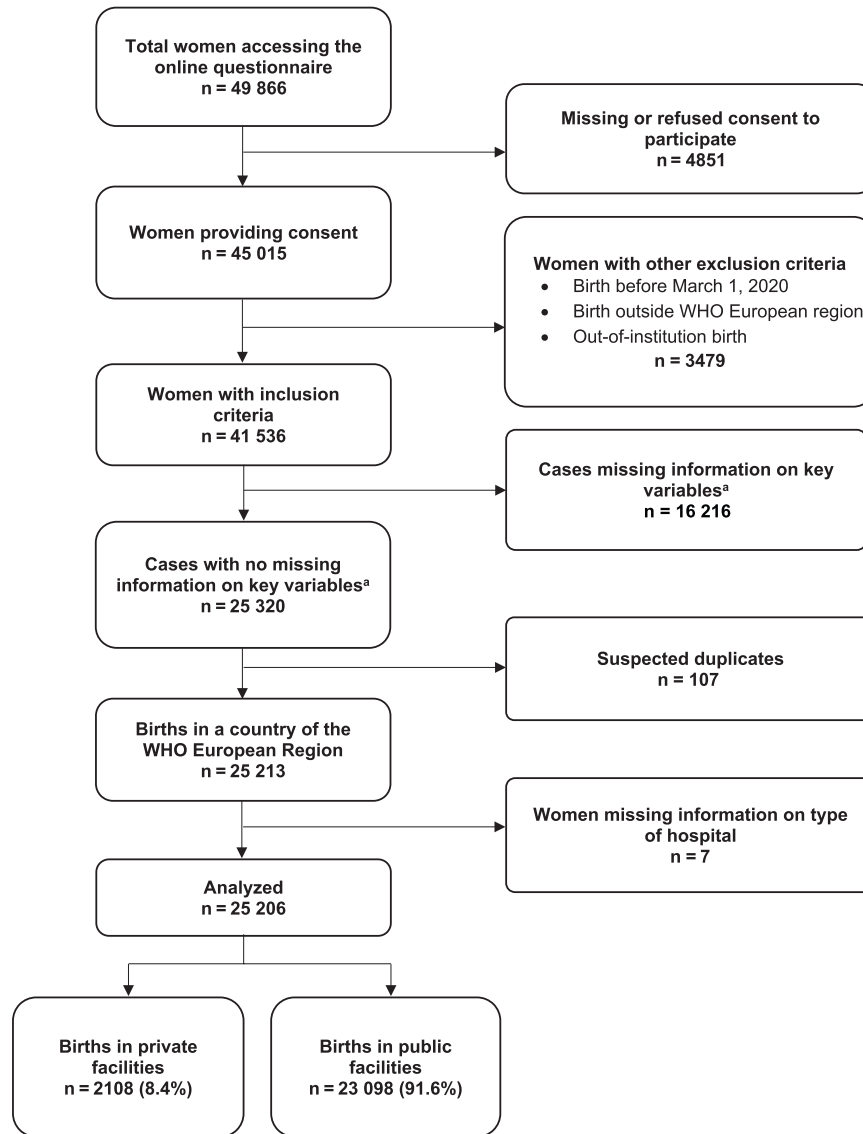 Total women accessing the
online questionnaire
n = 49 866
Missing or refused consent to
participate
n = 4851
Women providing consent
n = 45 015
Women with other exclusion criteria
• Birth before March 1, 2020
• Birth outside WHO European region
• Out-of-institution birth
n = 3479
Women with inclusion
criteria
n = 41 536
Cases missing information on key
variablesᵃ
n = 16 216
Cases with no missing
information on key variablesᵃ
n = 25 320
Suspected duplicates
n = 107
Births in a country of the
WHO European Region
n = 25 213
Women missing information on type
of hospital
n = 7
Analyzed
n = 25 206
Births in private
facilities
n = 2108 (8.4%)
Births in public
facilities
n = 23 098 (91.6%)